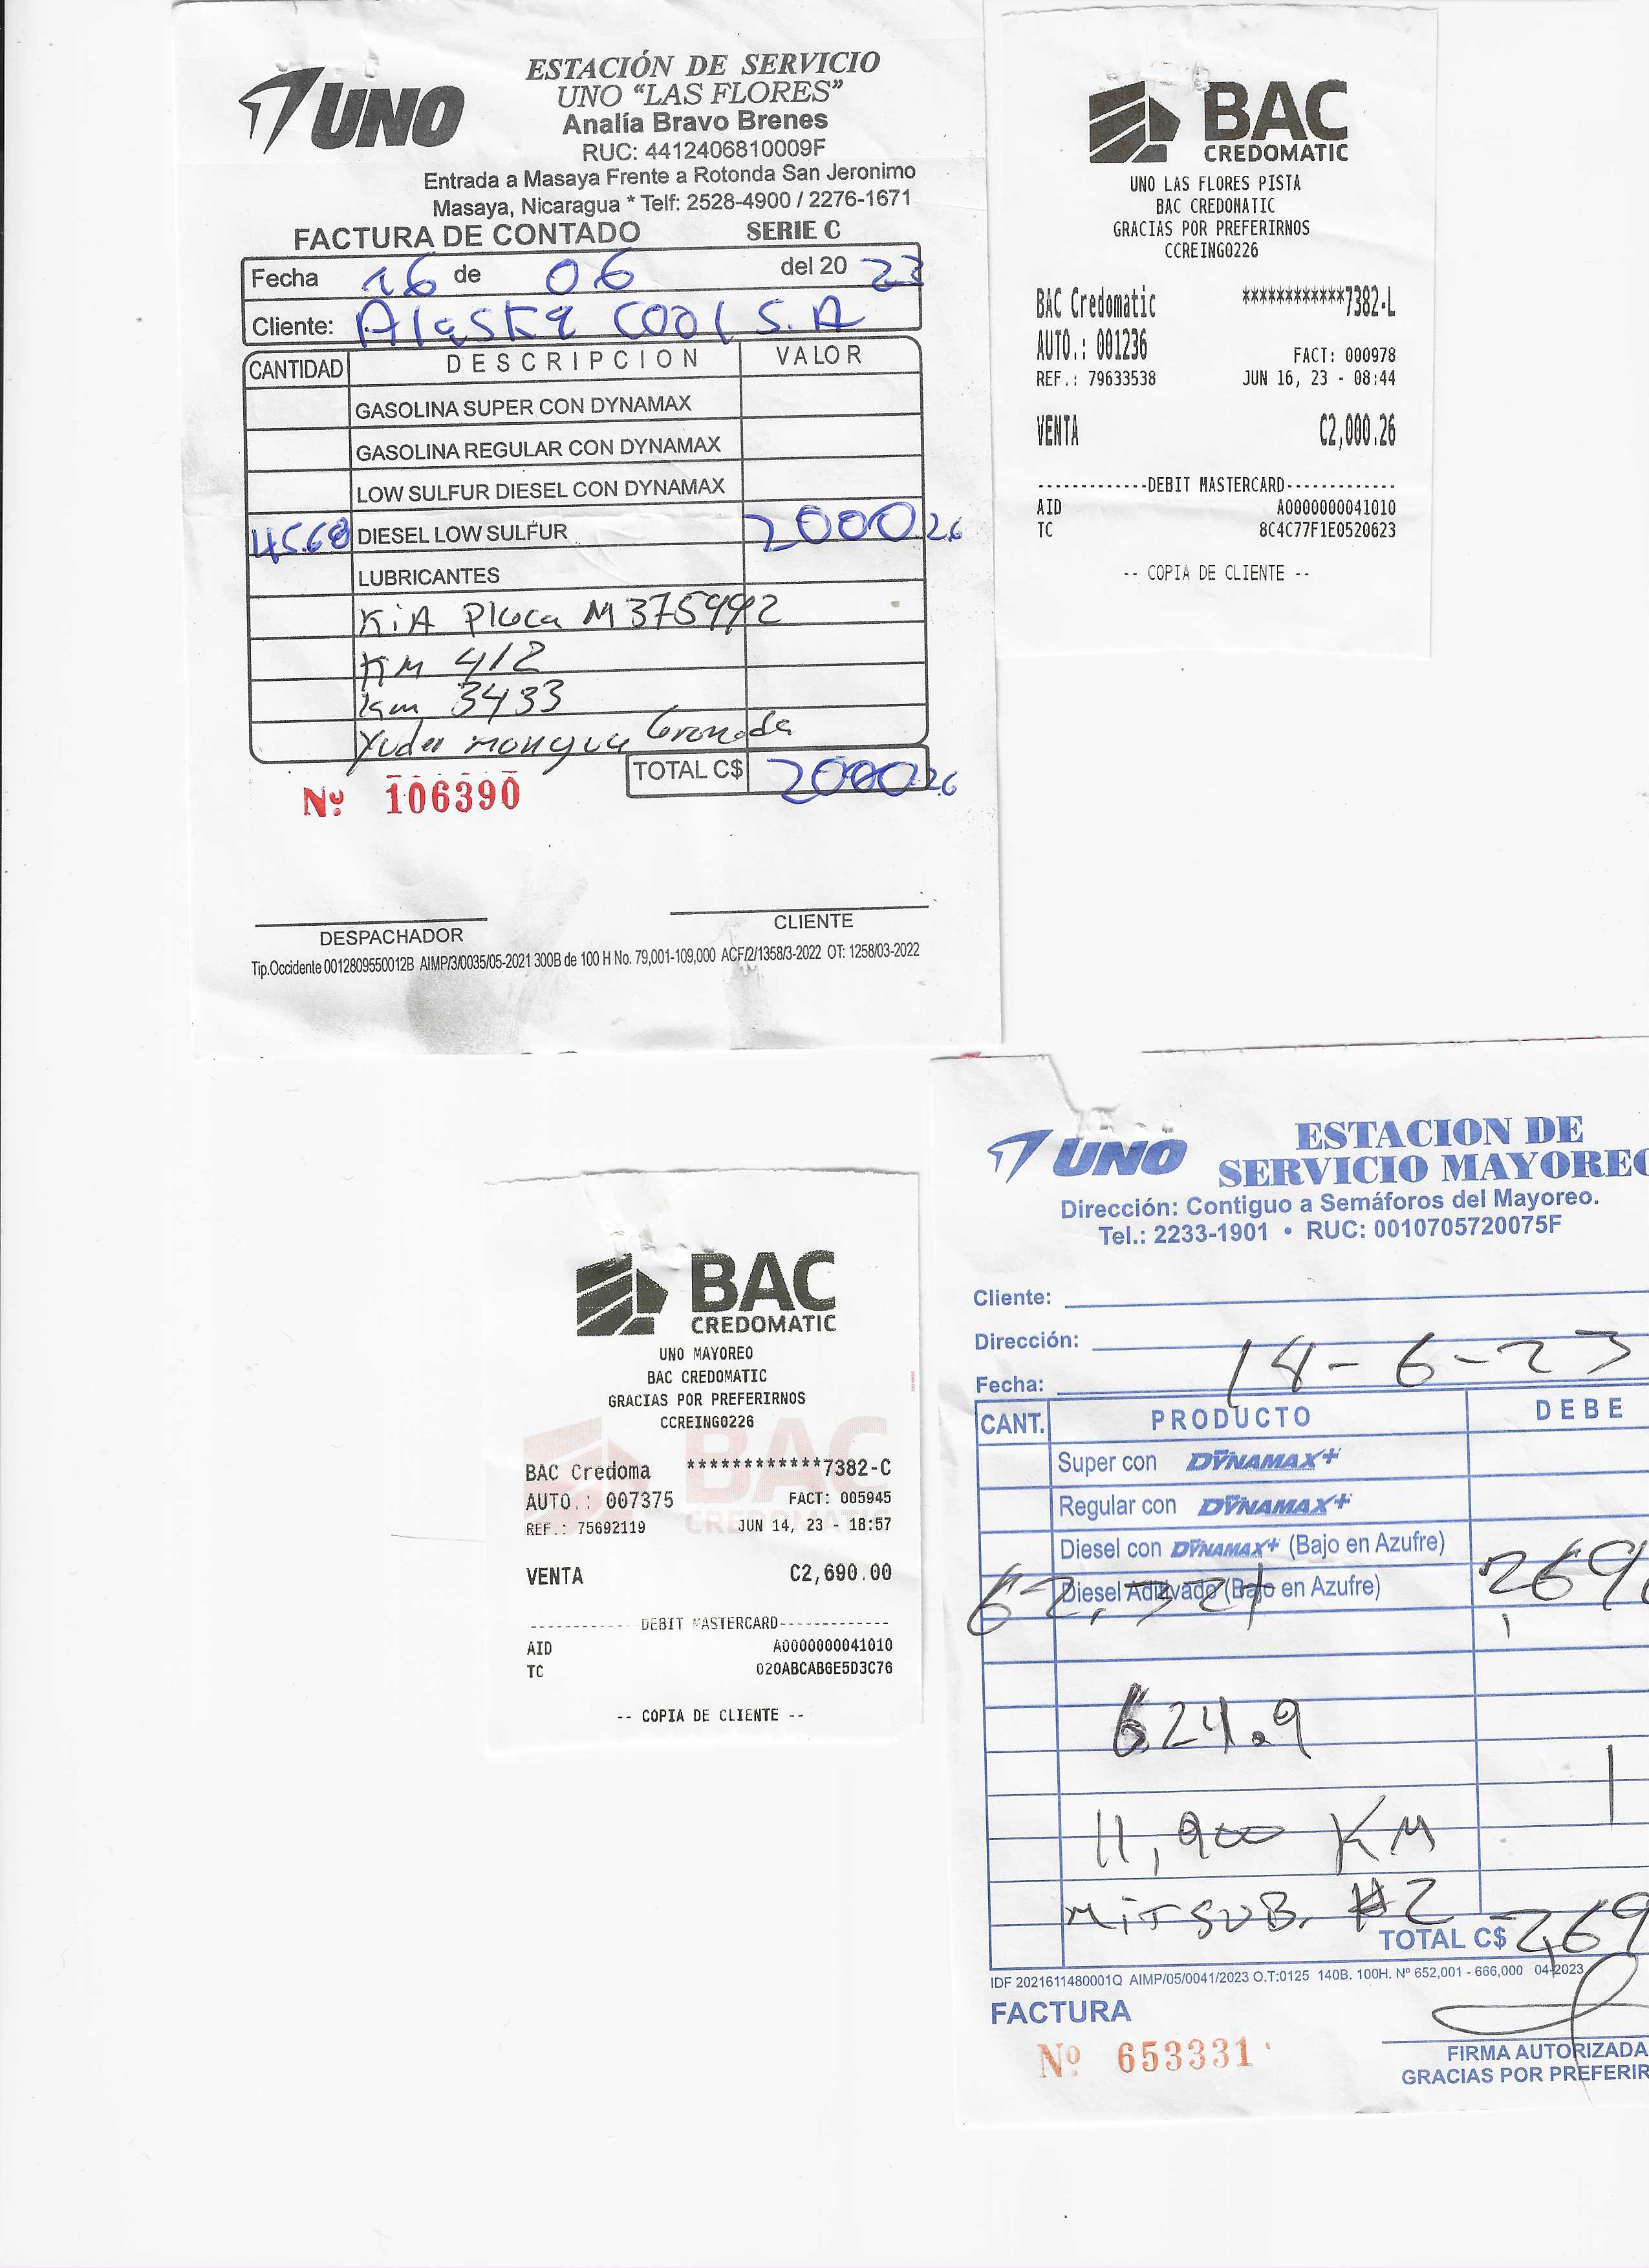 UNO
ESTACIÓN DE SERVICIO
UNO "LAS FLORES"
Analía Bravo Brenes
RUC: 4412406810009F
Entrada a Masaya Frente a Rotonda San Jeronimo
Masaya, Nicaragua * Telf: 2528-4900 / 2276-1671
FACTURA DE CONTADO SERIE C
Fecha 16 de 06 del 20 23
Cliente: Alaska Cool S.A
CANTIDAD DESCRIPCION VALOR
GASOLINA SUPER CON DYNAMAX
GASOLINA REGULAR CON DYNAMAX
LOW SULFUR DIESEL CON DYNAMAX
45.68 DIESEL LOW SULFUR 2000.26
LUBRICANTES
KIA Placa M375992
KM 412
km 3433
Granada
TOTAL C$ 2000.26
Nº 106390
DESPACHADOR CLIENTE
Tip.Occidente 0012809550012B AIMP/3/0035/05-2021 300B de 100 H No. 79,001-109,000 ACF/2/1358/3-2022 OT: 1258/03-2022
BAC
CREDOMATIC
UNO LAS FLORES PISTA
BAC CREDOMATIC
GRACIAS POR PREFERIRNOS
CCREING0226
BAC Credomatic ************7382-L
AUTO.: 001236 FACT: 000978
REF.: 79633538 JUN 16, 23 - 08:44
VENTA C2,000.26
------------DEBIT MASTERCARD------------
AID A0000000041010
TC 8C4C77F1E0520623
-- COPIA DE CLIENTE --
BAC
CREDOMATIC
UNO MAYOREO
BAC CREDOMATIC
GRACIAS POR PREFERIRNOS
CCREING0226
BAC Credoma ************7382-C
AUTO.: 007375 FACT: 005945
REF.: 75692119 JUN 14, 23 - 18:57
VENTA C2,690.00
------------DEBIT MASTERCARD------------
AID A0000000041010
TC 020ABCAB6E5D3C76
-- COPIA DE CLIENTE --
UNO
ESTACION DE
SERVICIO MAYOREO
Dirección: Contiguo a Semáforos del Mayoreo.
Tel.: 2233-1901 • RUC: 0010705720075F
Cliente:
Dirección:
Fecha: 14-6-23
CANT. PRODUCTO DEBE
Super con DYNAMAX+
Regular con DYNAMAX+
Diesel con DYNAMAX+ (Bajo en Azufre)
Diesel Aditivado (Bajo en Azufre) 269
624.9
11,900 KM
MITSUB. #2
TOTAL C$ 2,69
IDF 2021611480001Q AIMP/05/0041/2023 O.T:0125 140B. 100H. Nº 652,001 - 666,000 04-2023
FACTURA
Nº 653331
FIRMA AUTORIZADA
GRACIAS POR PREFERIR